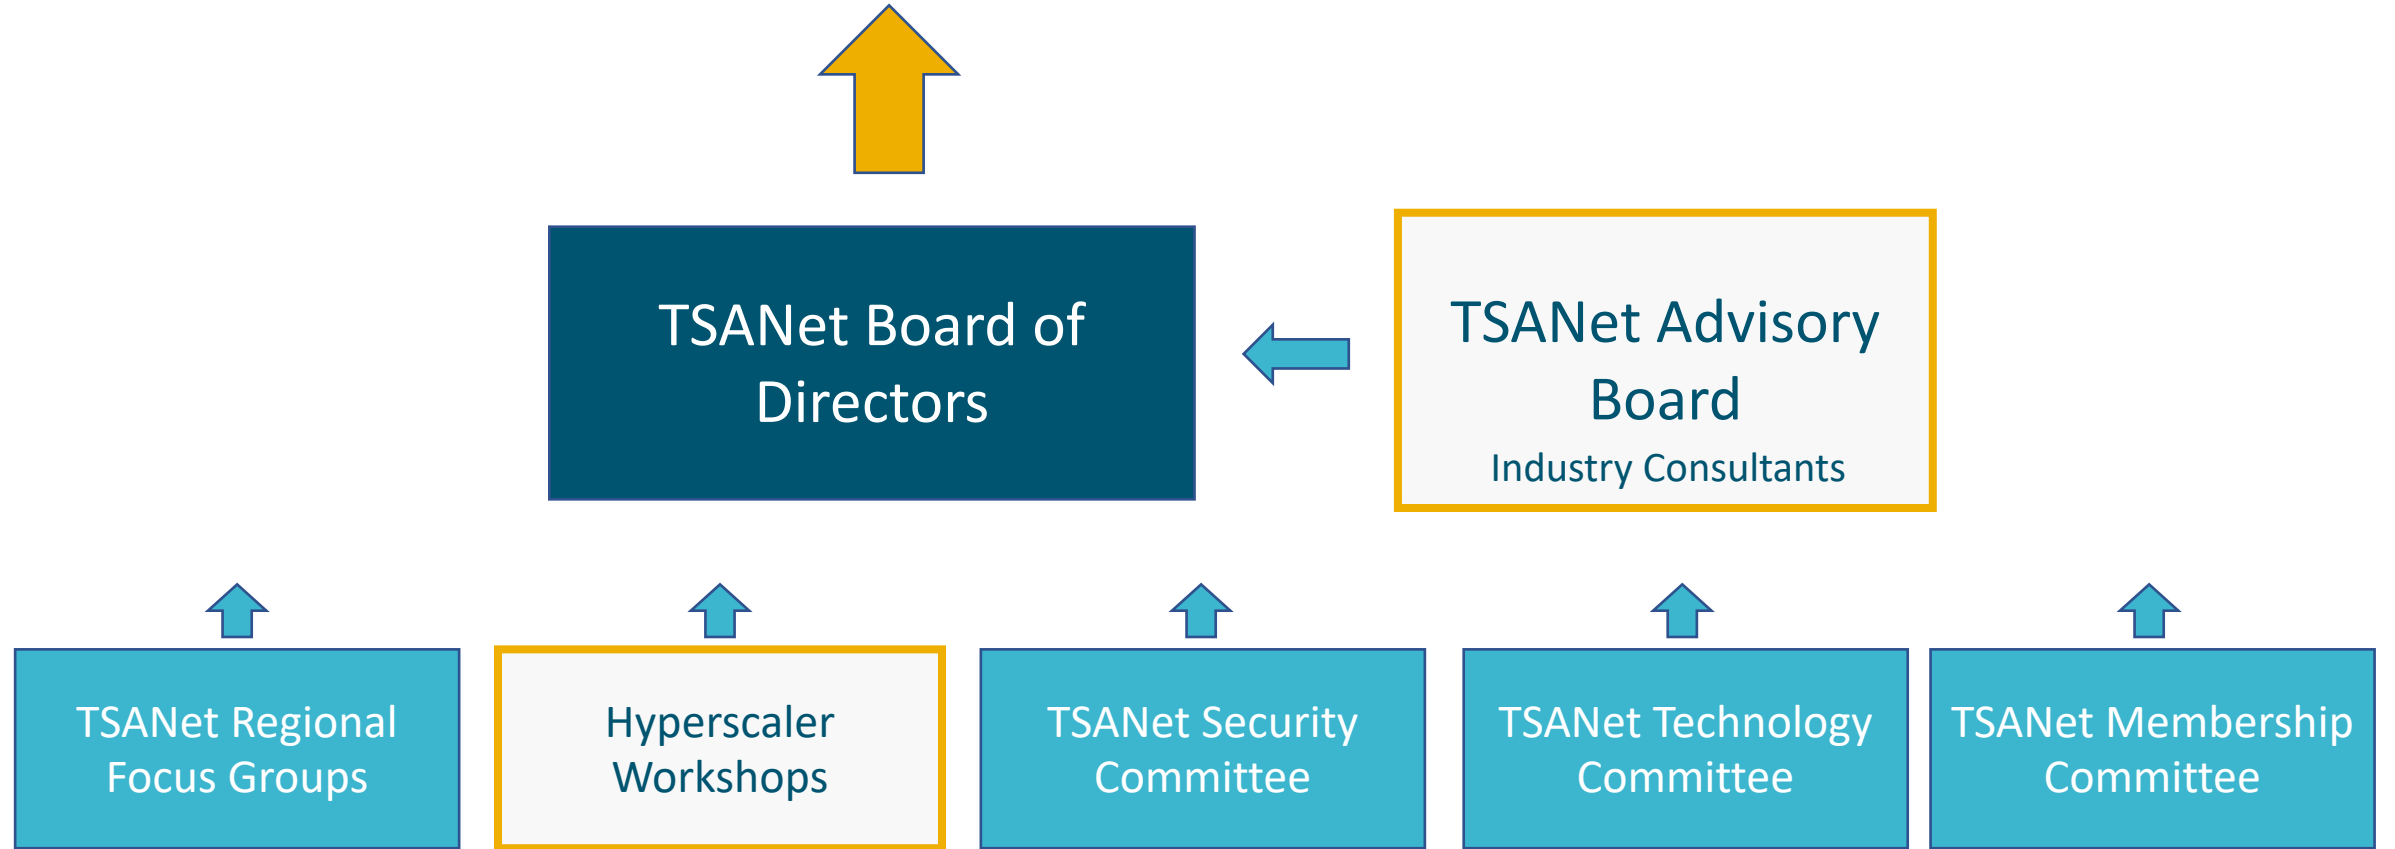 TSANet Board of
Directors
TSANet Advisory
Board
Industry Consultants
TSANet Regional
Focus Groups
Hyperscaler
Workshops
TSANet Security
Committee
TSANet Technology
Committee
TSANet Membership
Committee